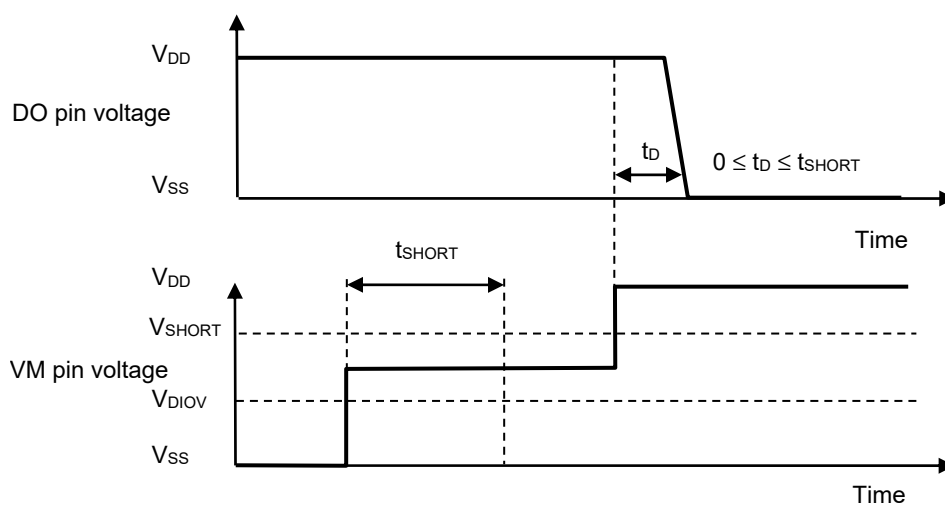 VDD
DO pin voltage
tD
0 ≤ tD ≤ tSHORT
VSS
Time
tSHORT
VDD
VSHORT
VM pin voltage
VDIOV
VSS
Time